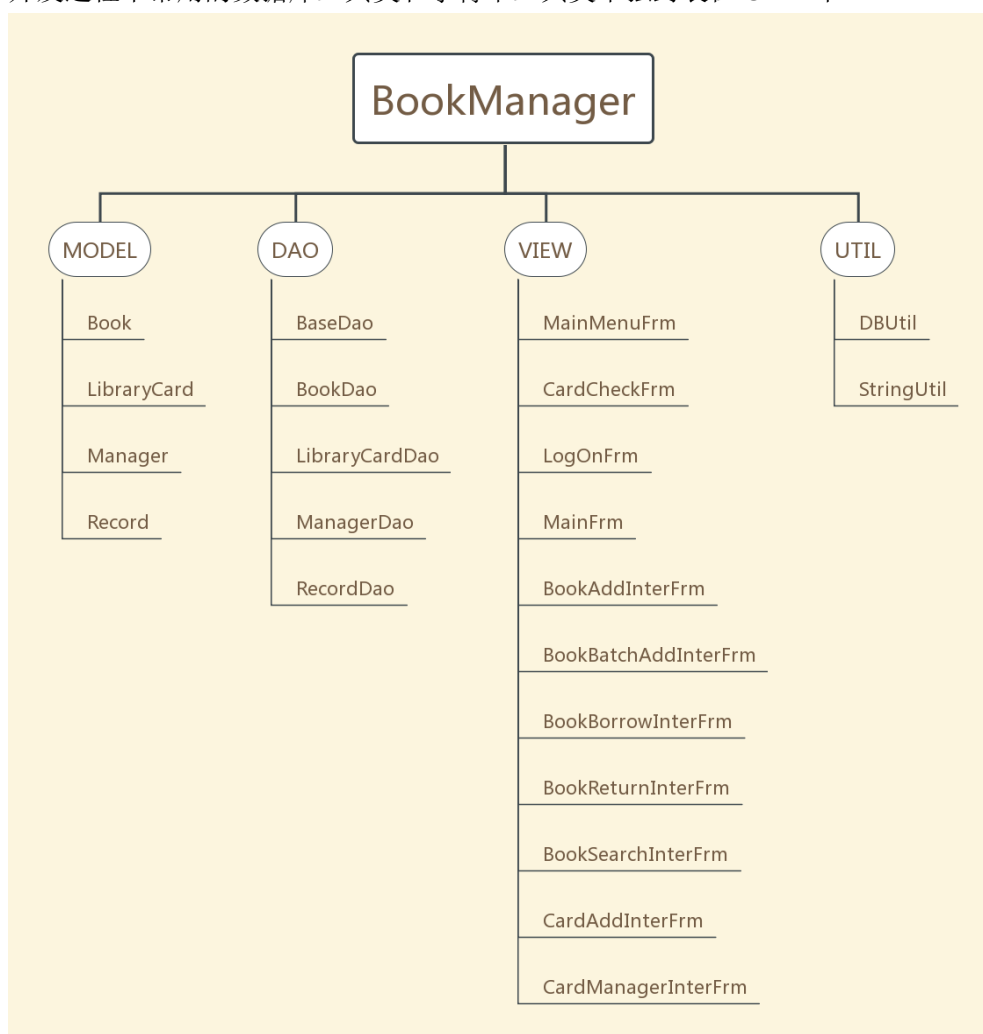 BookManager
MODEL
DAO
VIEW
UTIL
Book
BaseDao
MainMenuFrm
DBUtil
LibraryCard
BookDao
CardCheckFrm
StringUtil
Manager
LibraryCardDao
LogOnFrm
Record
ManagerDao
MainFrm
RecordDao
BookAddInterFrm
BookBatchAddInterFrm
BookBorrowInterFrm
BookReturnInterFrm
BookSearchInterFrm
CardAddInterFrm
CardManagerInterFrm